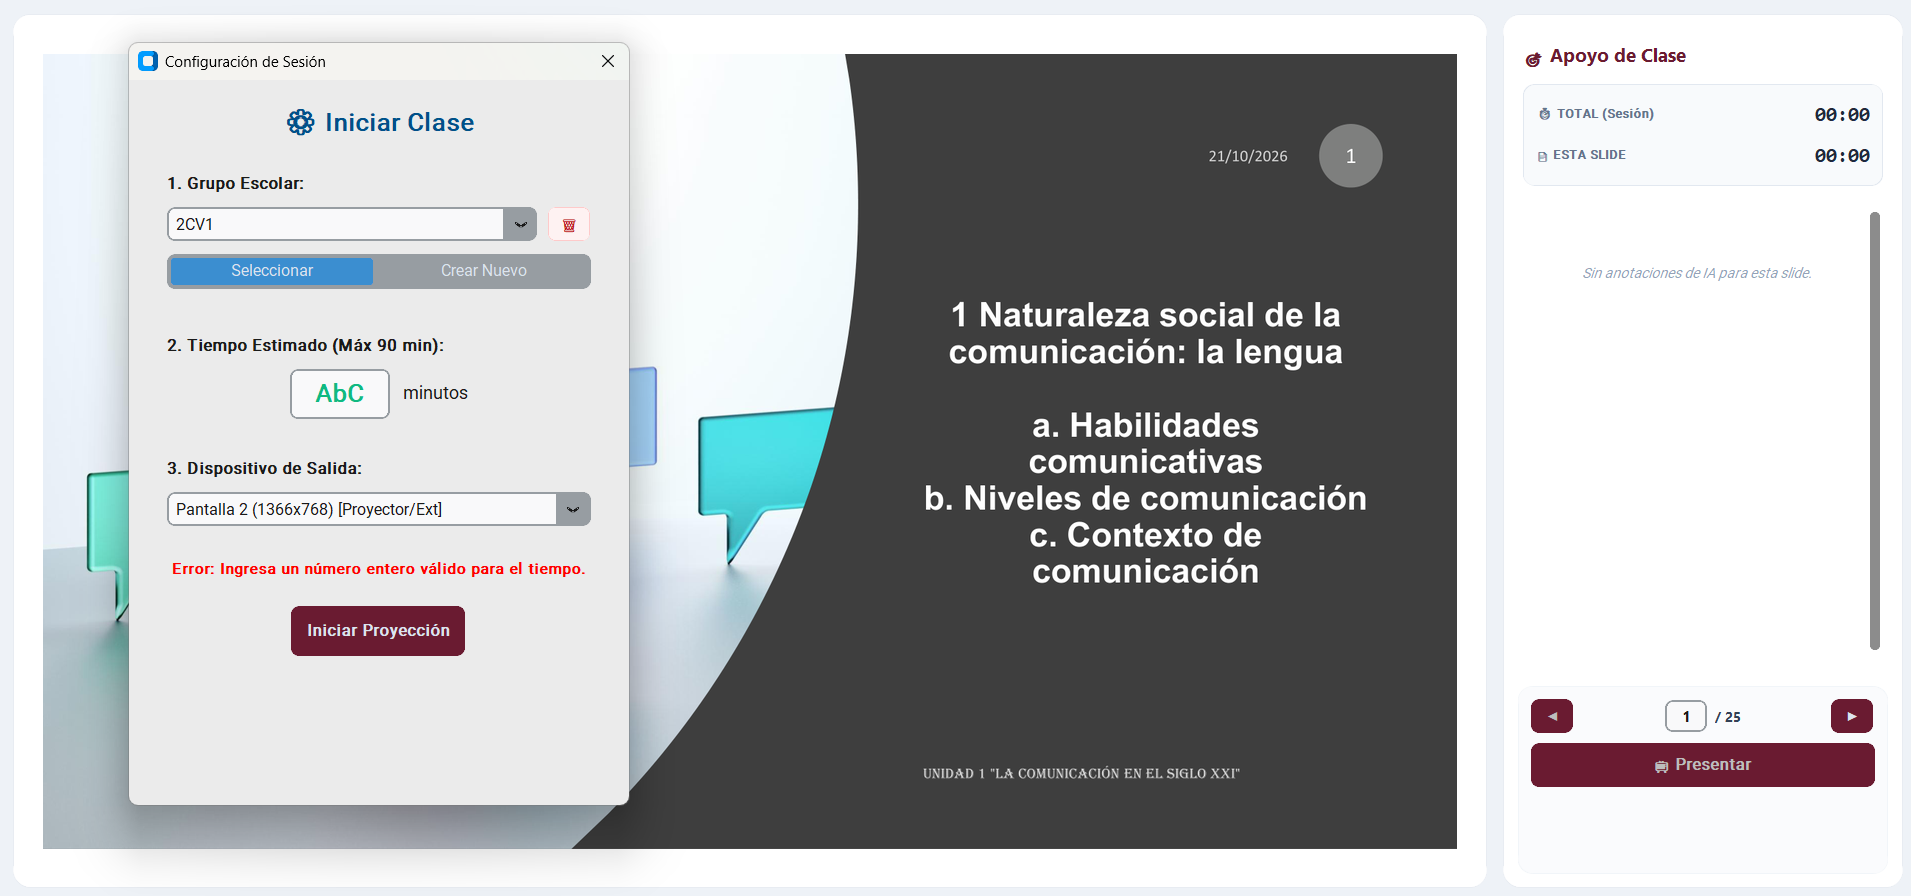 Configuración de Sesión
Iniciar Clase
1. Grupo Escolar:
2CV1
Seleccionar
Crear Nuevo
2. Tiempo Estimado (Máx 90 min):
AbC
minutos
3. Dispositivo de Salida:
Pantalla 2 (1366x768) [Proyector/Ext]
Error: Ingresa un número entero válido para el tiempo.
Iniciar Proyección
21/10/2026
1
1 Naturaleza social de la
comunicación: la lengua
a. Habilidades
comunicativas
b. Niveles de comunicación
c. Contexto de
comunicación
UNIDAD 1 "LA COMUNICACIÓN EN EL SIGLO XXI"
Apoyo de Clase
TOTAL (Sesión)
00:00
ESTA SLIDE
00:00
Sin anotaciones de IA para esta slide.
1 / 25
Presentar